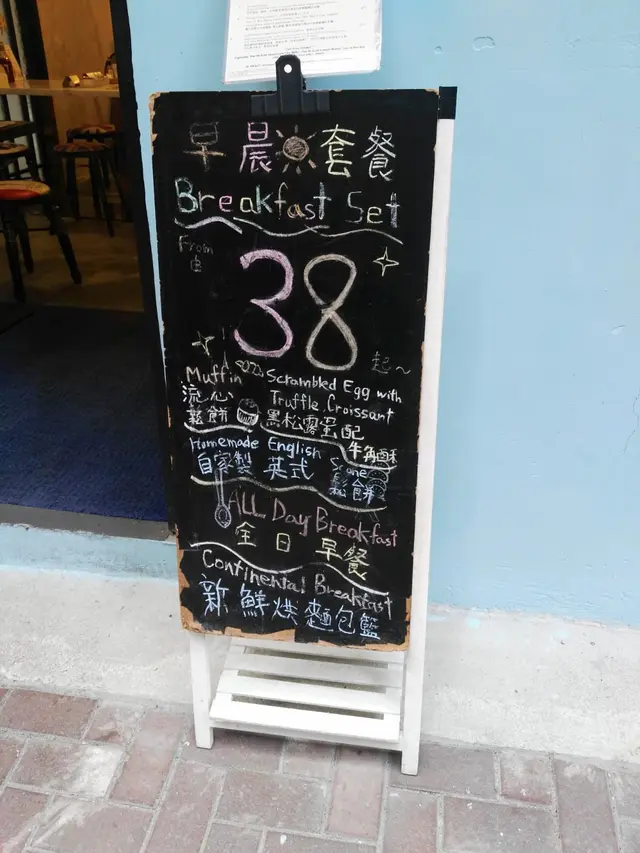 早晨套餐
Breakfast Set
From
由
38
起~
Muffin
流心
鬆餅
Scrambled Egg with
Truffle, Croissant
黑松露蛋配
牛角酥
Homemade English
Scone
自家製 英式 鬆餅
ALL Day Breakfast
全日早餐
Continental Breakfast
新鮮烘麵包籃